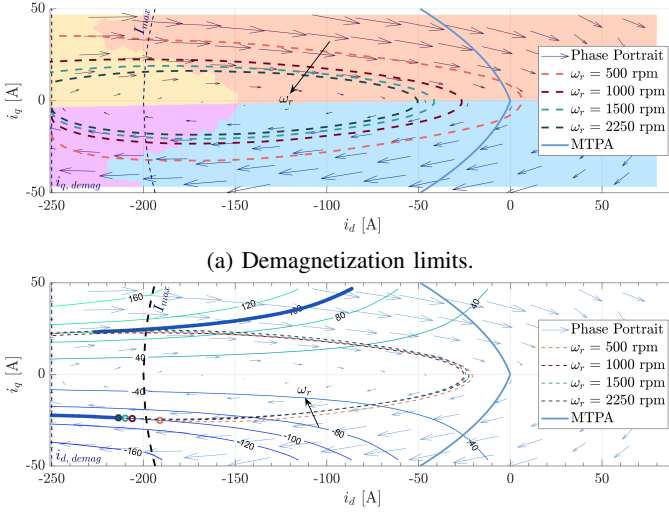 50
0
-50
i_q [A]
I_max
ω_r
i_q, demag
Phase Portrait
ω_r = 500 rpm
ω_r = 1000 rpm
ω_r = 1500 rpm
ω_r = 2250 rpm
MTPA
-250 -200 -150 -100 -50 0 50
i_d [A]
(a) Demagnetization limits.
50
0
-50
i_q [A]
160
I_max
120
80
40
40
-40
ω_r
-80
-100
-120
-160
-40
i_d, demag
Phase Portrait
ω_r = 500 rpm
ω_r = 1000 rpm
ω_r = 1500 rpm
ω_r = 2250 rpm
MTPA
-250 -200 -150 -100 -50 0 50
i_d [A]